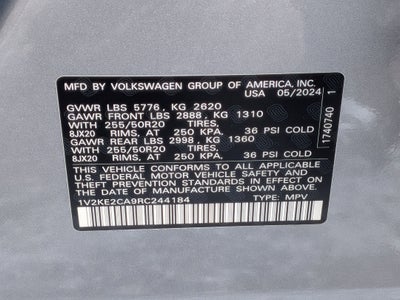 MFD. BY VOLKSWAGEN GROUP OF AMERICA, INC.
USA 05/2024
GVWR LBS 5776, KG 2620
GAWR FRONT LBS 2888, KG 1310
WITH 255/50R20 TIRES,
8JX20 RIMS, AT 250 KPA, 36 PSI COLD
GAWR REAR LBS 2998, KG 1360
WITH 255/50R20 TIRES,
8JX20 RIMS, AT 250 KPA, 36 PSI COLD
THIS VEHICLE CONFORMS TO ALL APPLICABLE
U.S. FEDERAL MOTOR VEHICLE SAFETY AND
THEFT PREVENTION STANDARDS IN EFFECT ON
THE DATE OF MANUFACTURE SHOWN ABOVE.
1V2KE2CA9RC244184 TYPE: MPV
1740740 1